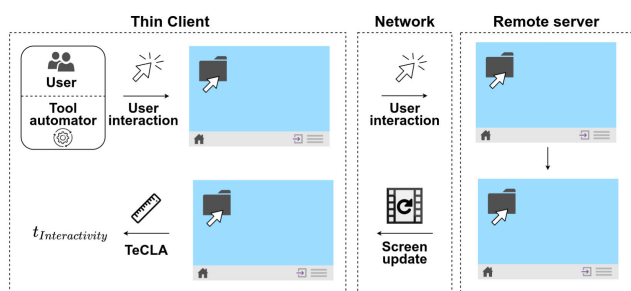 Thin Client
Network
Remote server
User
Tool
automator
User
interaction
User
interaction
t_Interactivity
TeCLA
Screen
update